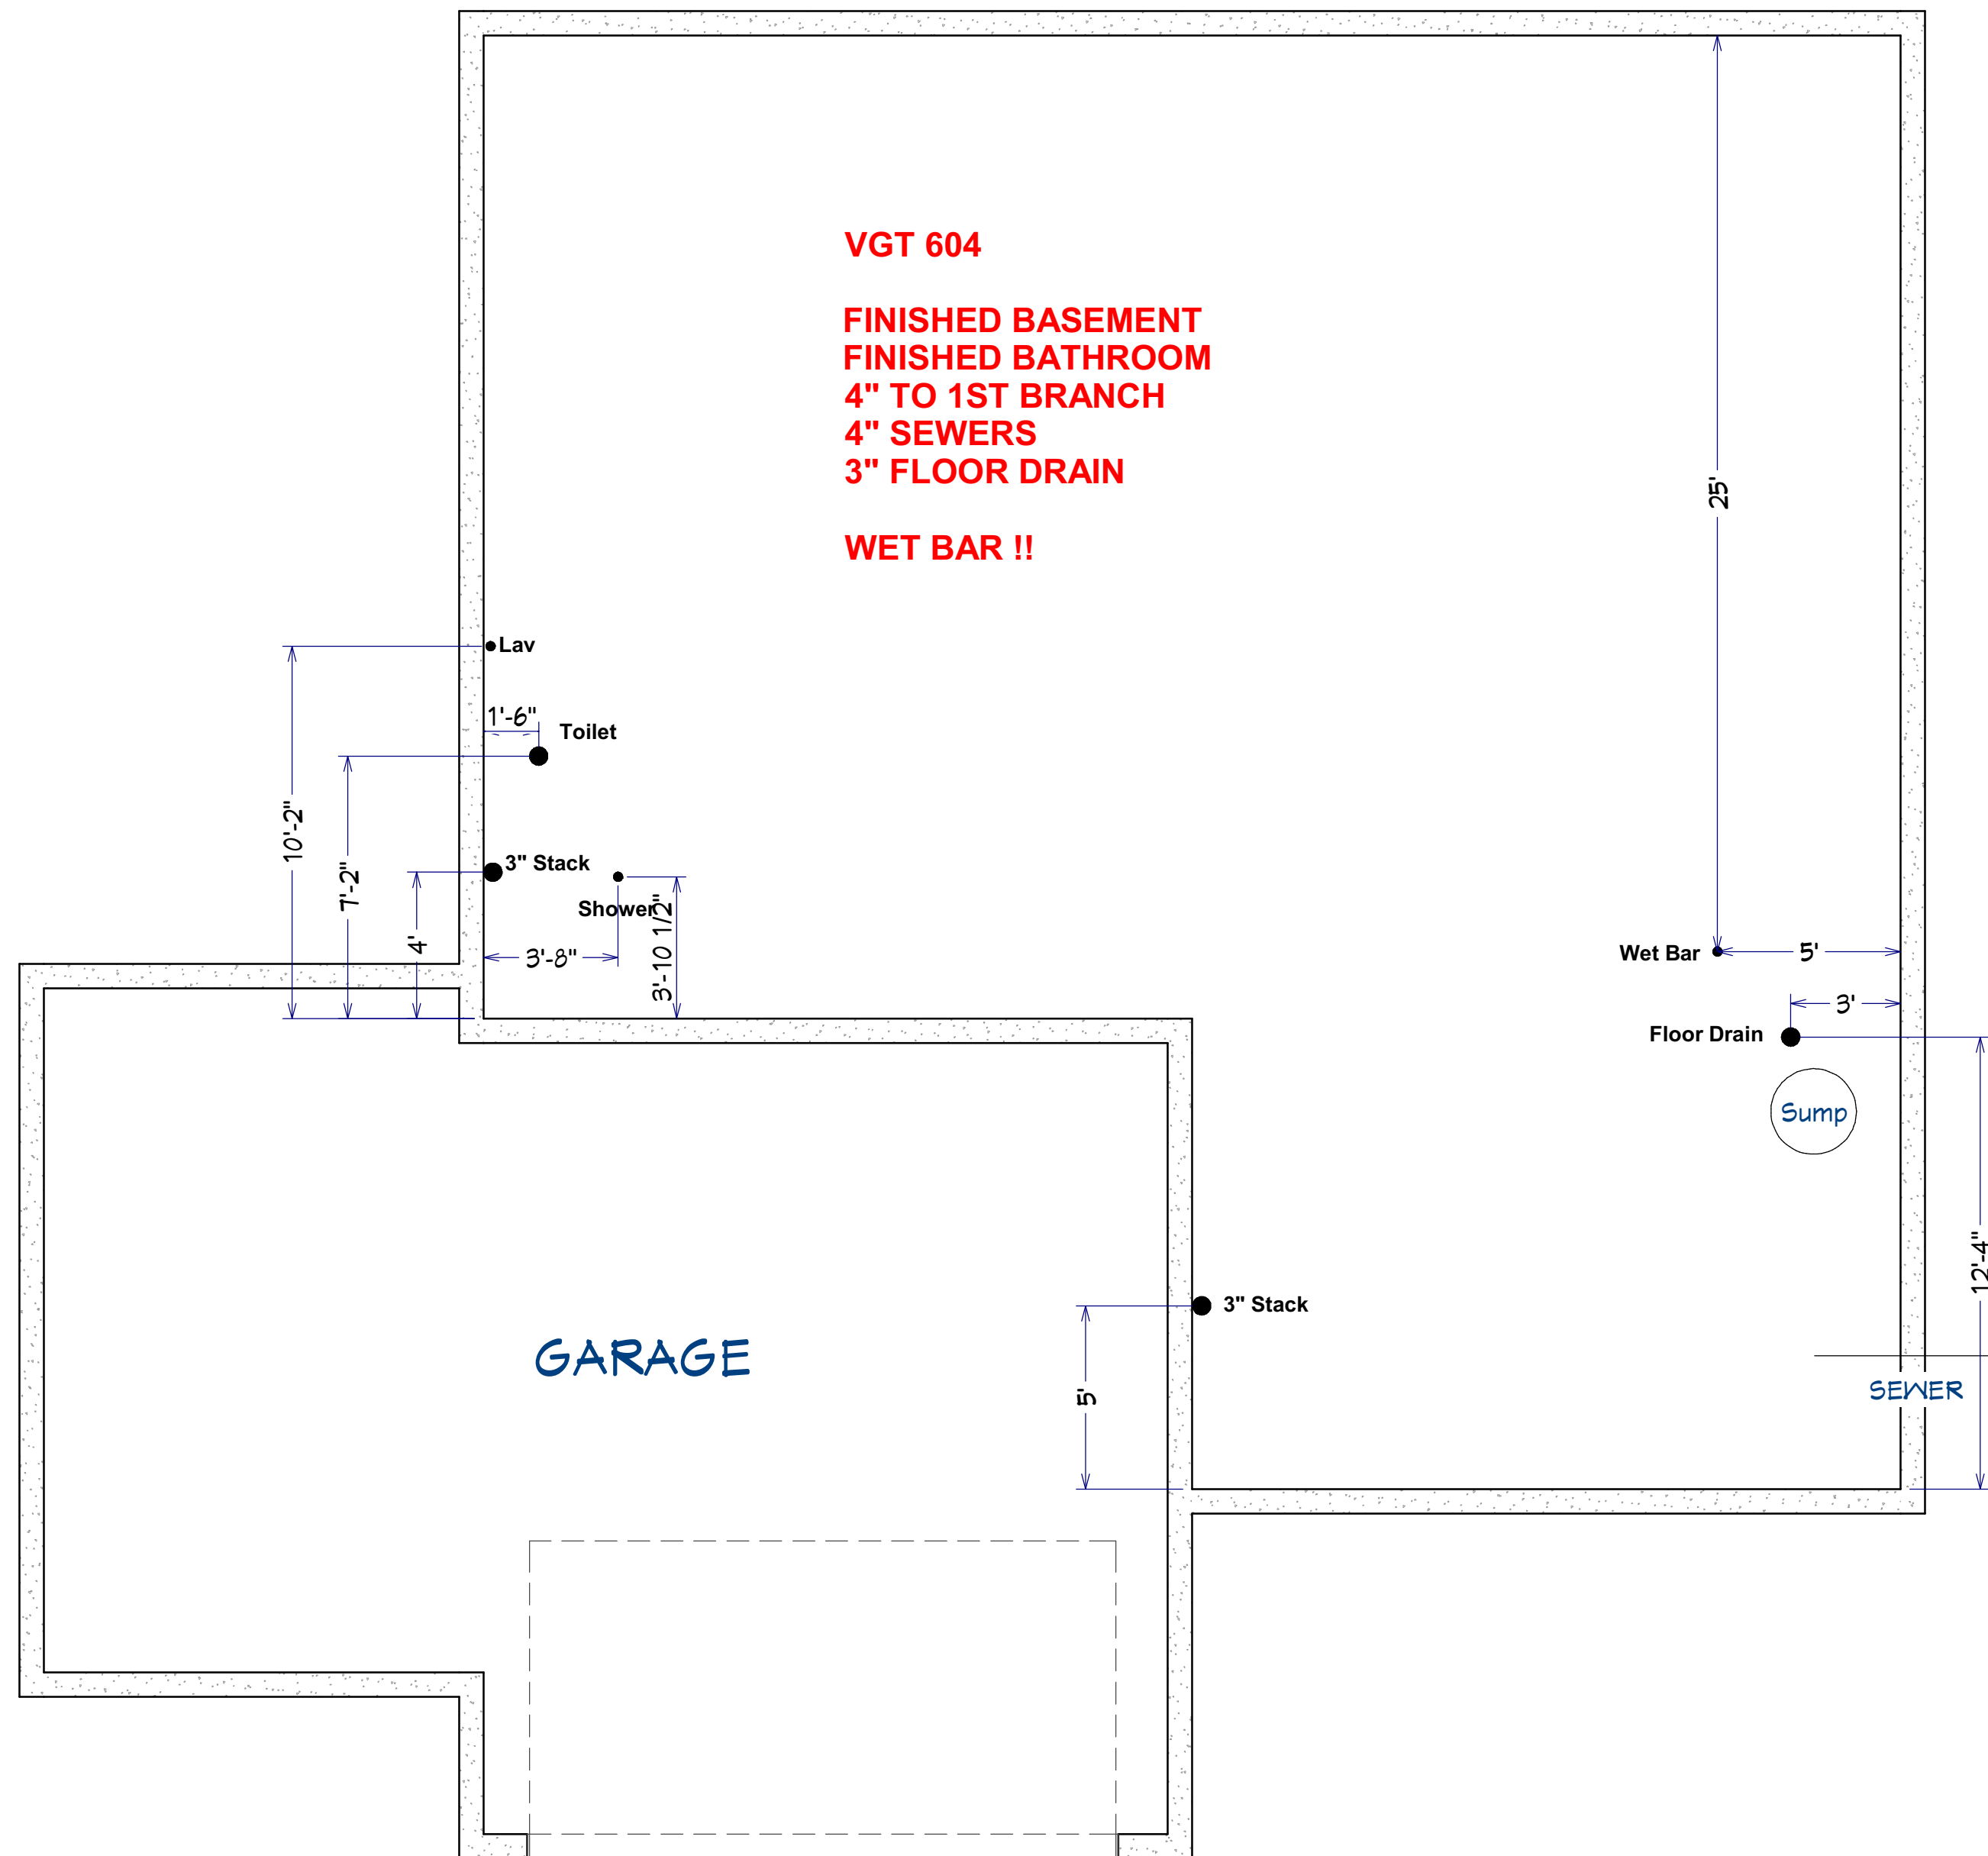 VGT 604
FINISHED BASEMENT
FINISHED BATHROOM
4" TO 1ST BRANCH
4" SEWERS
3" FLOOR DRAIN
WET BAR !!
25'
Lav
1'-6"
Toilet
10'-2"
7'-2"
3" Stack
Shower
4'
3'-8"
3'-10 1/2"
Wet Bar
5'
3'
Floor Drain
Sump
12'-4"
3" Stack
GARAGE
5'
SEWER